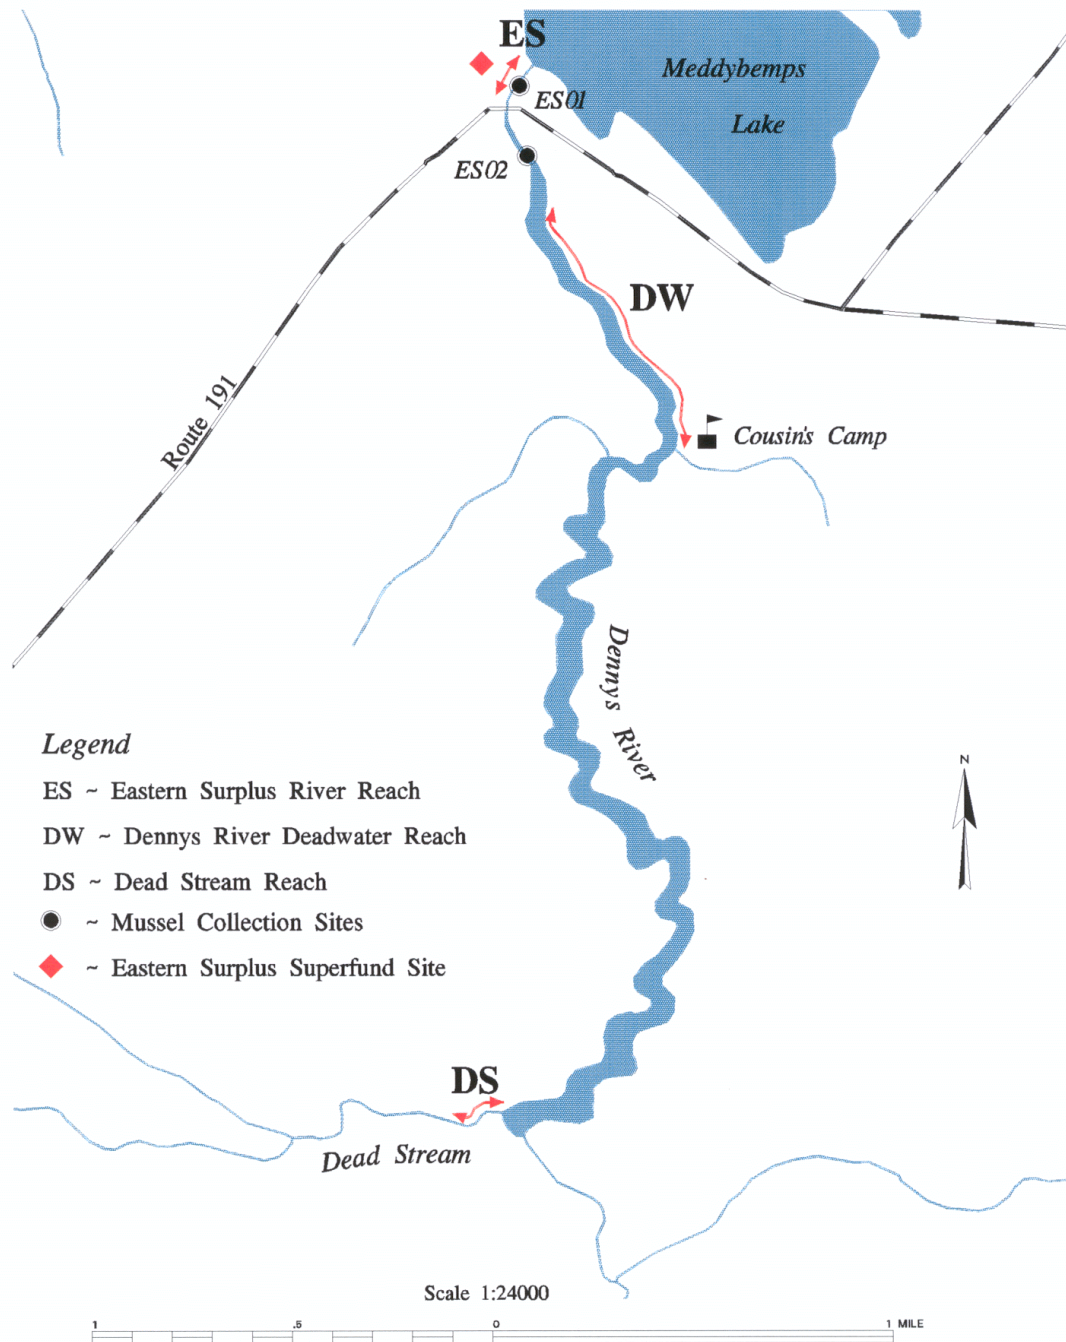 ES
Meddybemps
Lake
ES01
ES02
DW
Route 191
Cousin's Camp
Dennys River
Legend
ES ~ Eastern Surplus River Reach
DW ~ Dennys River Deadwater Reach
DS ~ Dead Stream Reach
~ Mussel Collection Sites
~ Eastern Surplus Superfund Site
N
DS
Dead Stream
Scale 1:24000
1 .5 0 1 MILE